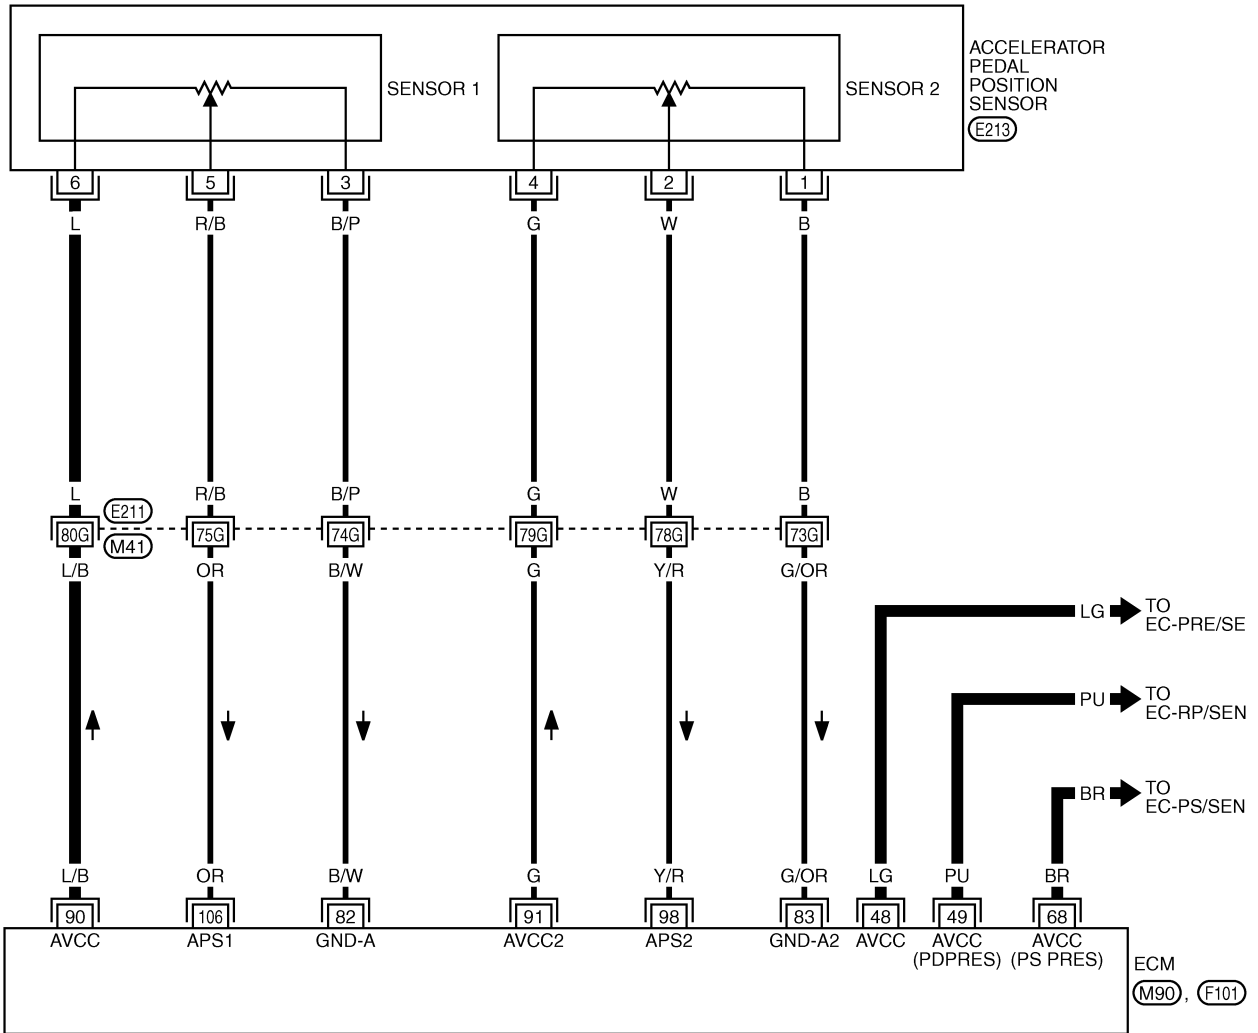 SENSOR 1
SENSOR 2
ACCELERATOR
PEDAL
POSITION
SENSOR
E213
6 5 3 4 2 1
L R/B B/P G W B
L R/B B/P G W B
E211
80G 75G 74G 79G 78G 73G
M41
L/B OR B/W G Y/R G/OR
LG TO
EC-PRE/SE
PU TO
EC-RP/SEN
BR TO
EC-PS/SEN
L/B OR B/W G Y/R G/OR LG PU BR
90 106 82 91 98 83 48 49 68
AVCC APS1 GND-A AVCC2 APS2 GND-A2 AVCC AVCC AVCC
(PDPRES) (PS PRES)
ECM
M90 , F101